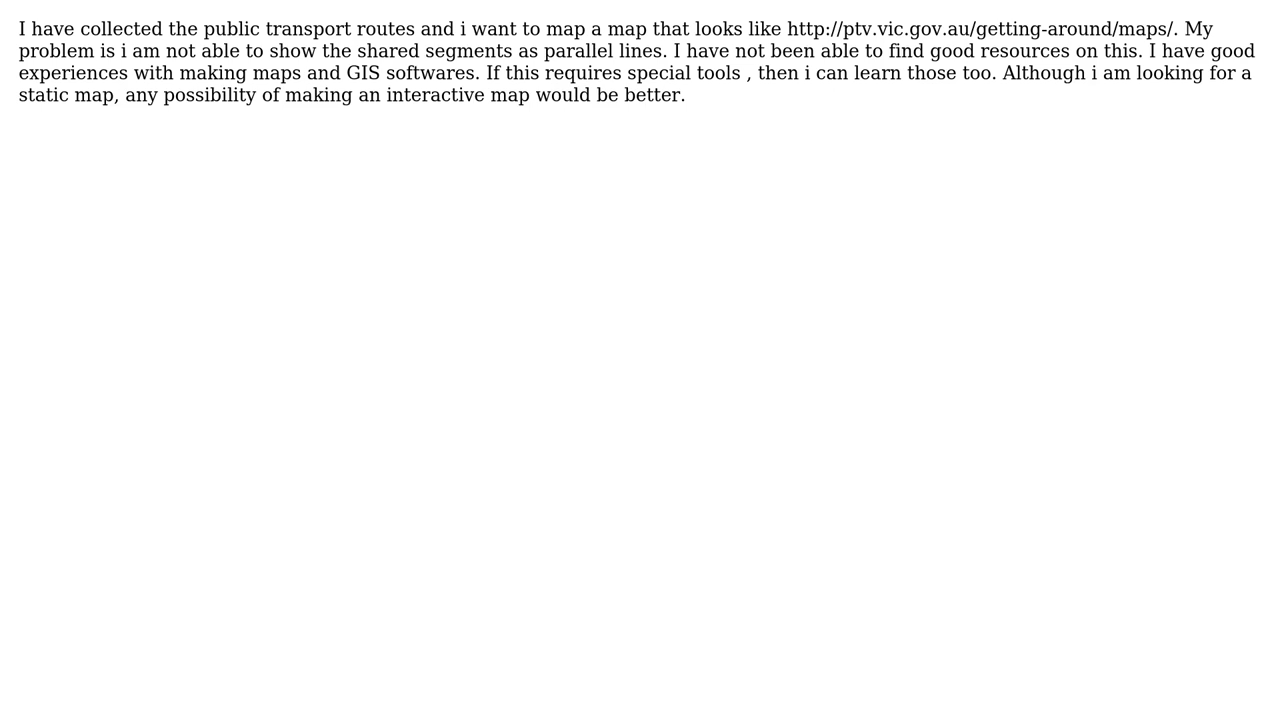 I have collected the public transport routes and i want to map a map that looks like http://ptv.vic.gov.au/getting-around/maps/. My
problem is i am not able to show the shared segments as parallel lines. I have not been able to find good resources on this. I have good
experiences with making maps and GIS softwares. If this requires special tools , then i can learn those too. Although i am looking for a
static map, any possibility of making an interactive map would be better.